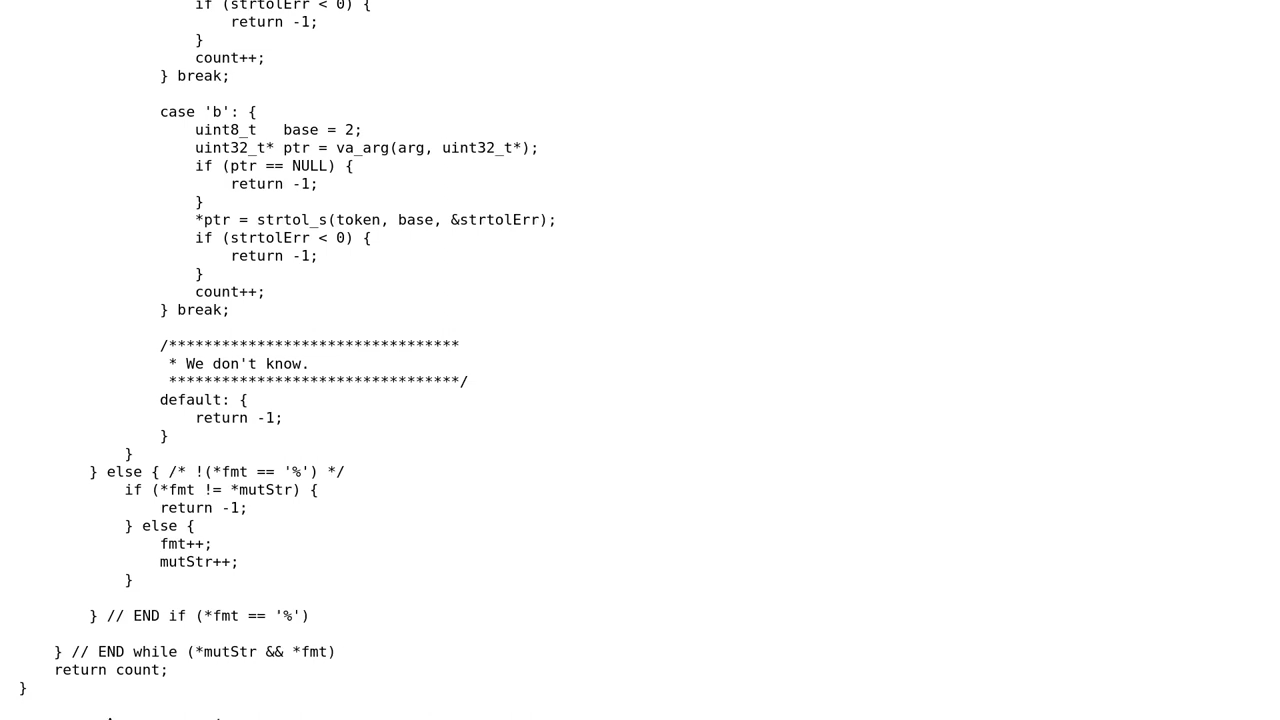 if (strtolErr < 0) {
                        return -1;
                    }
                    count++;
                } break;

                case 'b': {
                    uint8_t   base = 2;
                    uint32_t* ptr = va_arg(arg, uint32_t*);
                    if (ptr == NULL) {
                        return -1;
                    }
                    *ptr = strtol_s(token, base, &strtolErr);
                    if (strtolErr < 0) {
                        return -1;
                    }
                    count++;
                } break;

                /*********************************
                 * We don't know.
                 *********************************/
                default: {
                    return -1;
                }
            }
        } else { /* !(*fmt == '%') */
            if (*fmt != *mutStr) {
                return -1;
            } else {
                fmt++;
                mutStr++;
            }

        } // END if (*fmt == '%')

    } // END while (*mutStr && *fmt)
    return count;
}